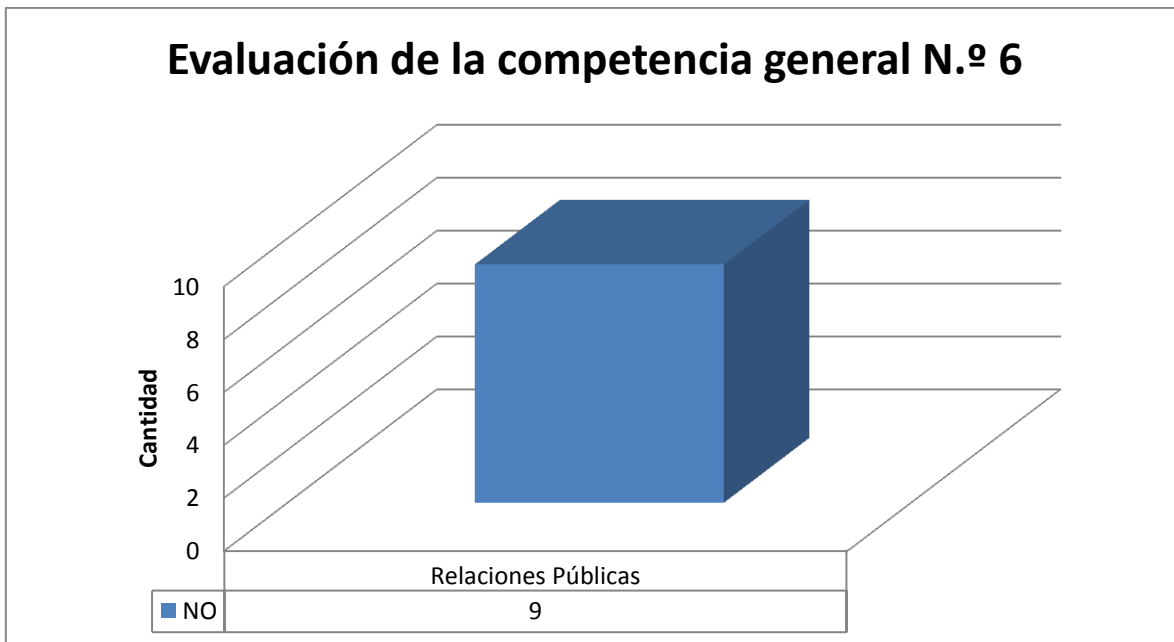 Evaluación de la competencia general N.º 6
10
8
6
4
2
0
Cantidad
Relaciones Públicas
NO 9